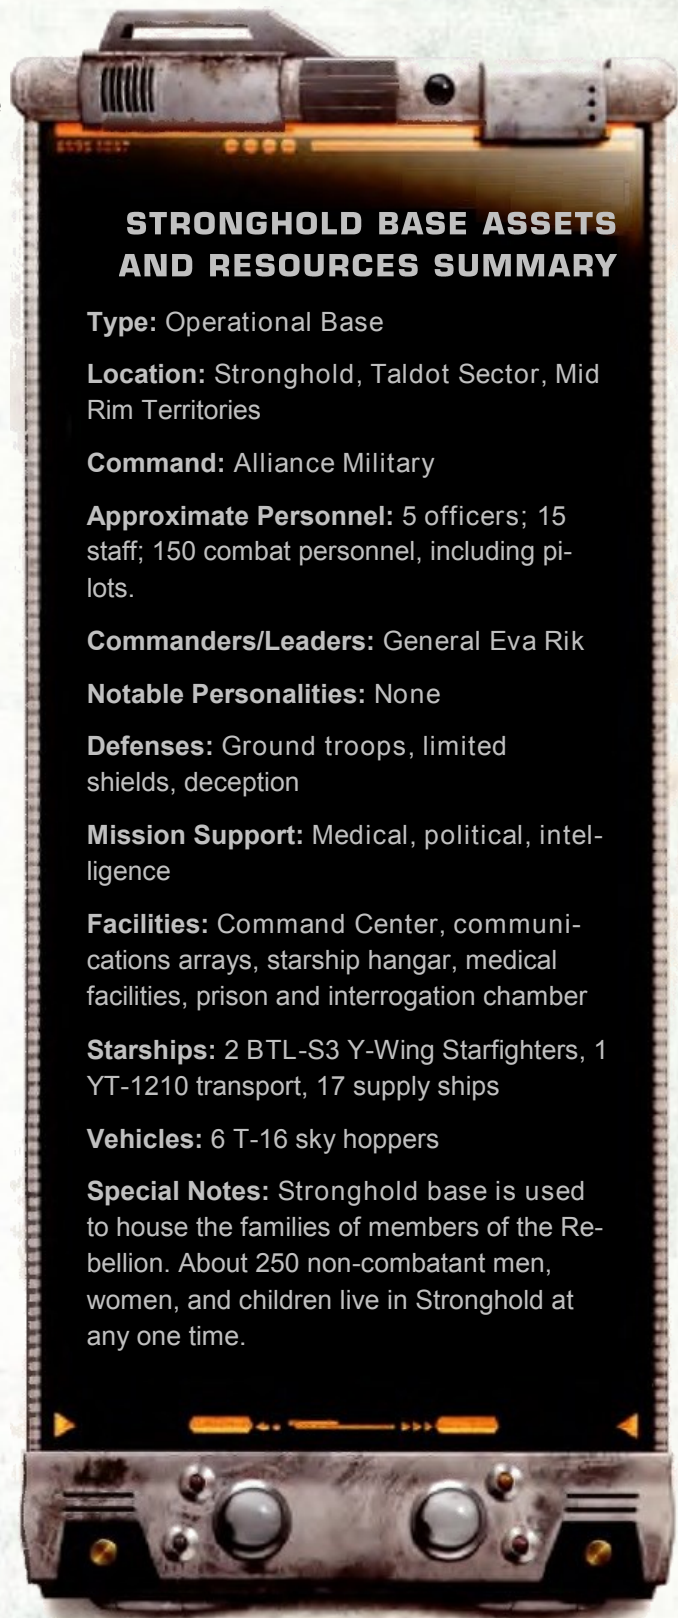 STRONGHOLD BASE ASSETS
AND RESOURCES SUMMARY
Type: Operational Base
Location: Stronghold, Taldot Sector, Mid
Rim Territories
Command: Alliance Military
Approximate Personnel: 5 officers; 15
staff; 150 combat personnel, including pi-
lots.
Commanders/Leaders: General Eva Rik
Notable Personalities: None
Defenses: Ground troops, limited
shields, deception
Mission Support: Medical, political, intel-
ligence
Facilities: Command Center, communi-
cations arrays, starship hangar, medical
facilities, prison and interrogation chamber
Starships: 2 BTL-S3 Y-Wing Starfighters, 1
YT-1210 transport, 17 supply ships
Vehicles: 6 T-16 sky hoppers
Special Notes: Stronghold base is used
to house the families of members of the Re-
bellion. About 250 non-combatant men,
women, and children live in Stronghold at
any one time.